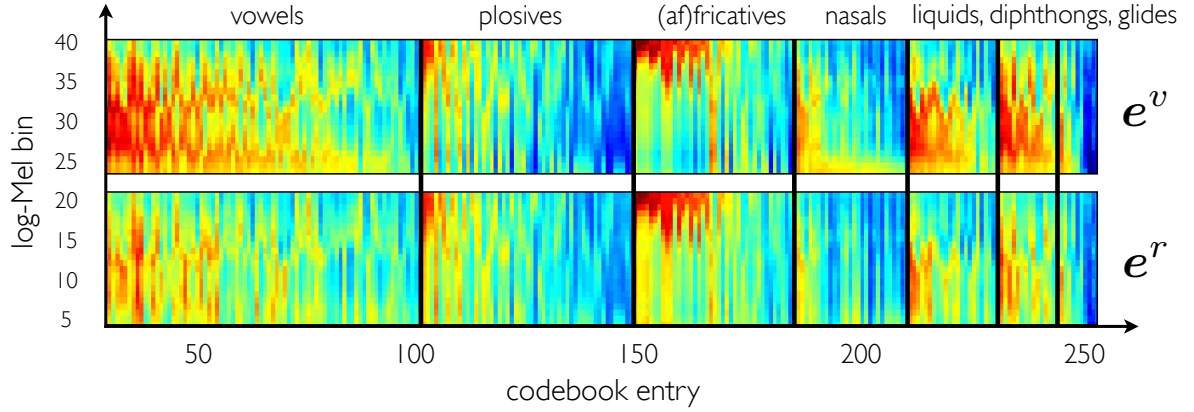 vowels plosives (af)fricatives nasals liquids, diphthongs, glides
40
35
30
25
20
15
10
5
log-Mel bin
e^v
e^r
50 100 150 200 250
codebook entry